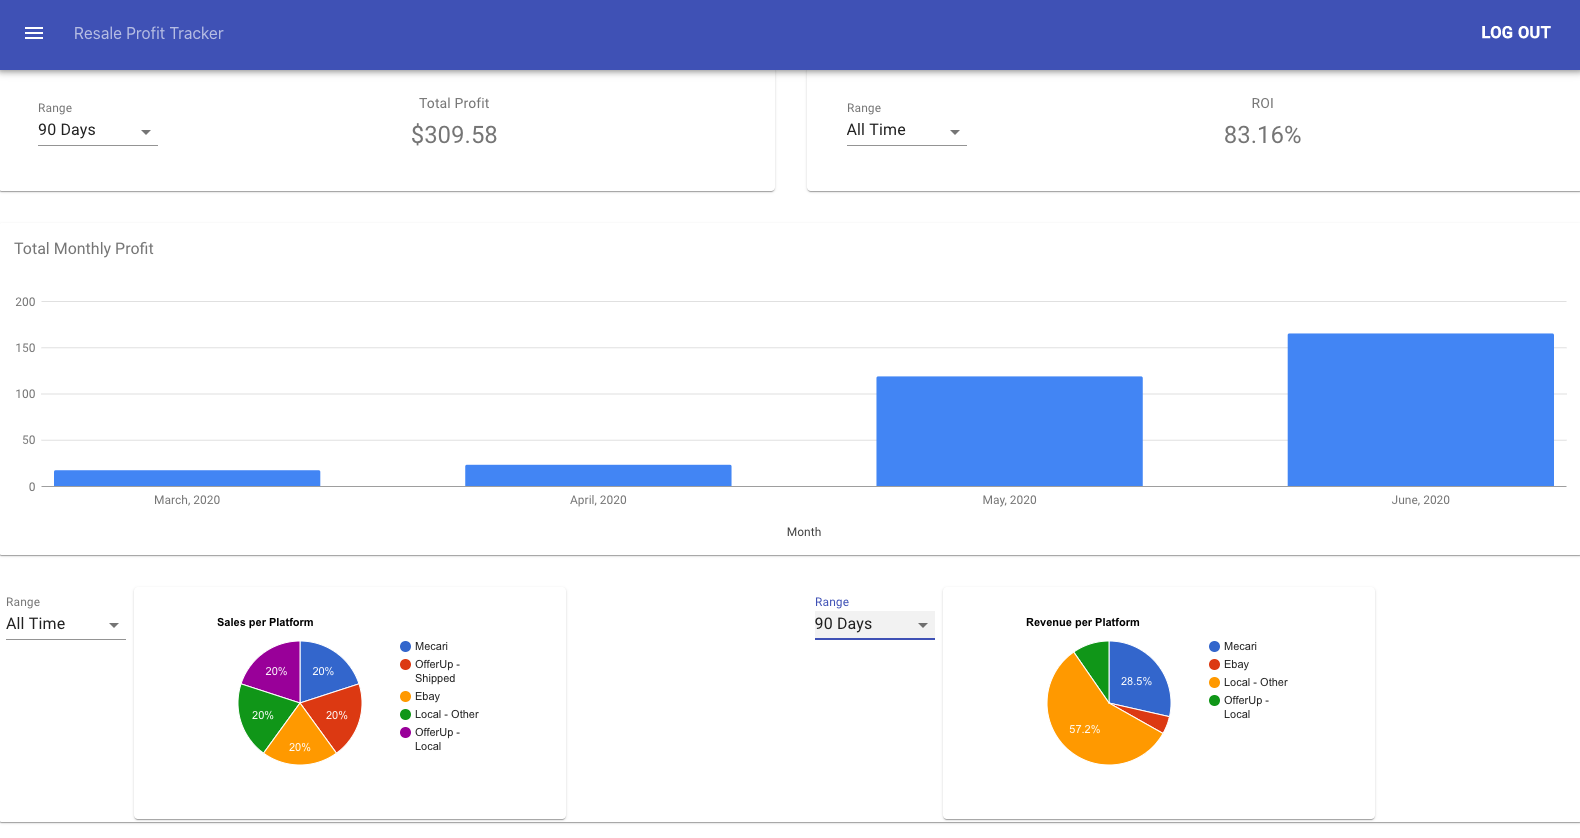 Resale Profit Tracker
LOG OUT
Range
90 Days
Total Profit
$309.58
Range
All Time
ROI
83.16%
Total Monthly Profit
200
150
100
50
0
March, 2020
April, 2020
May, 2020
June, 2020
Month
Range
All Time
Sales per Platform
20%
20%
20%
20%
20%
Mecari
OfferUp -
Shipped
Ebay
Local - Other
OfferUp -
Local
Range
90 Days
Revenue per Platform
28.5%
57.2%
Mecari
Ebay
Local - Other
OfferUp -
Local